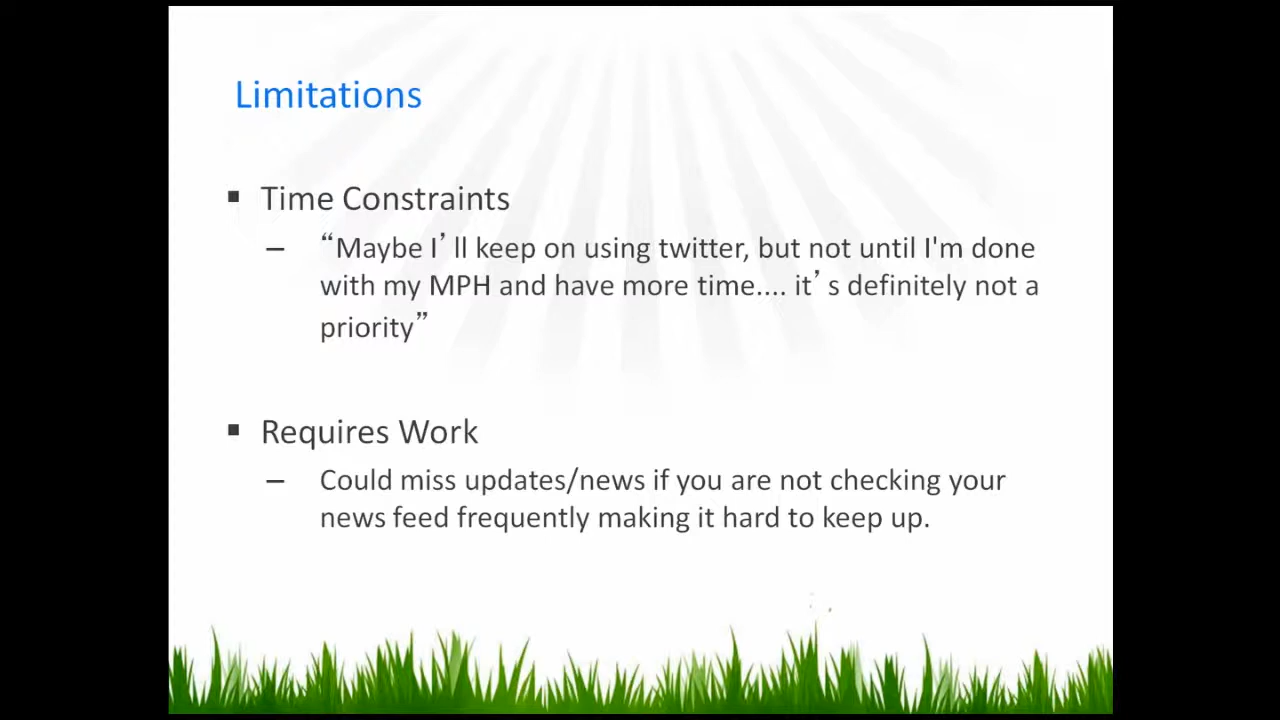 Limitations
▪ Time Constraints
– “Maybe I’ll keep on using twitter, but not until I'm done
with my MPH and have more time.... it’s definitely not a
priority”
▪ Requires Work
– Could miss updates/news if you are not checking your
news feed frequently making it hard to keep up.